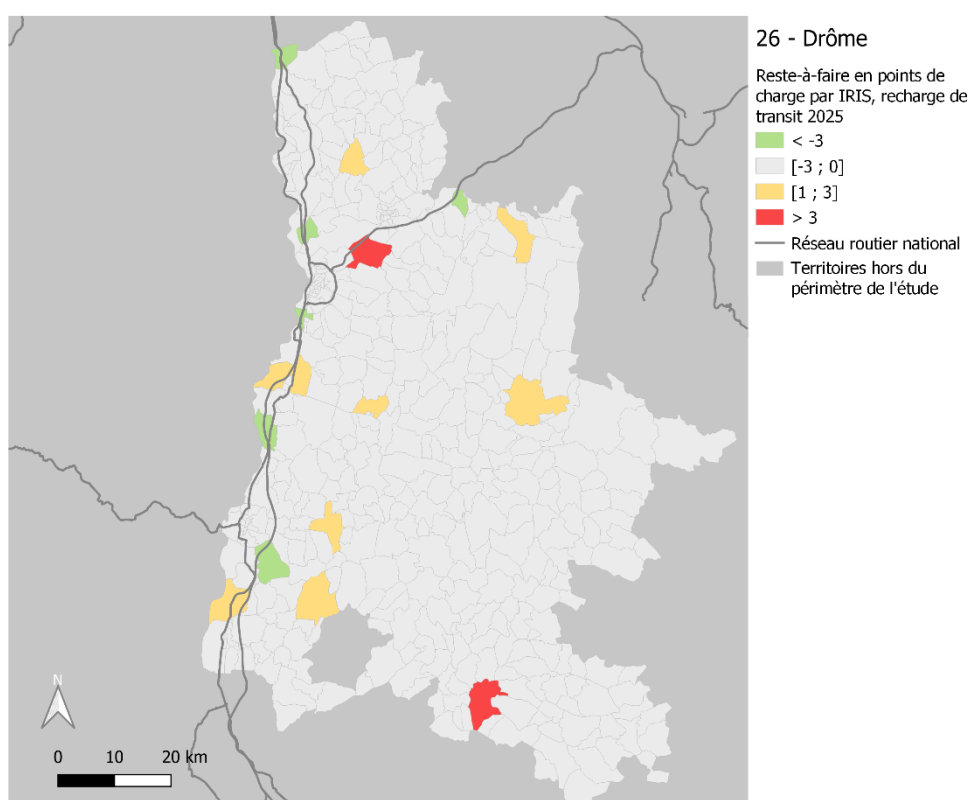 26 - Drôme
Reste-à-faire en points de
charge par IRIS, recharge de
transit 2025
< -3
[-3 ; 0]
[1 ; 3]
> 3
Réseau routier national
Territoires hors du
périmètre de l'étude
N
0 10 20 km